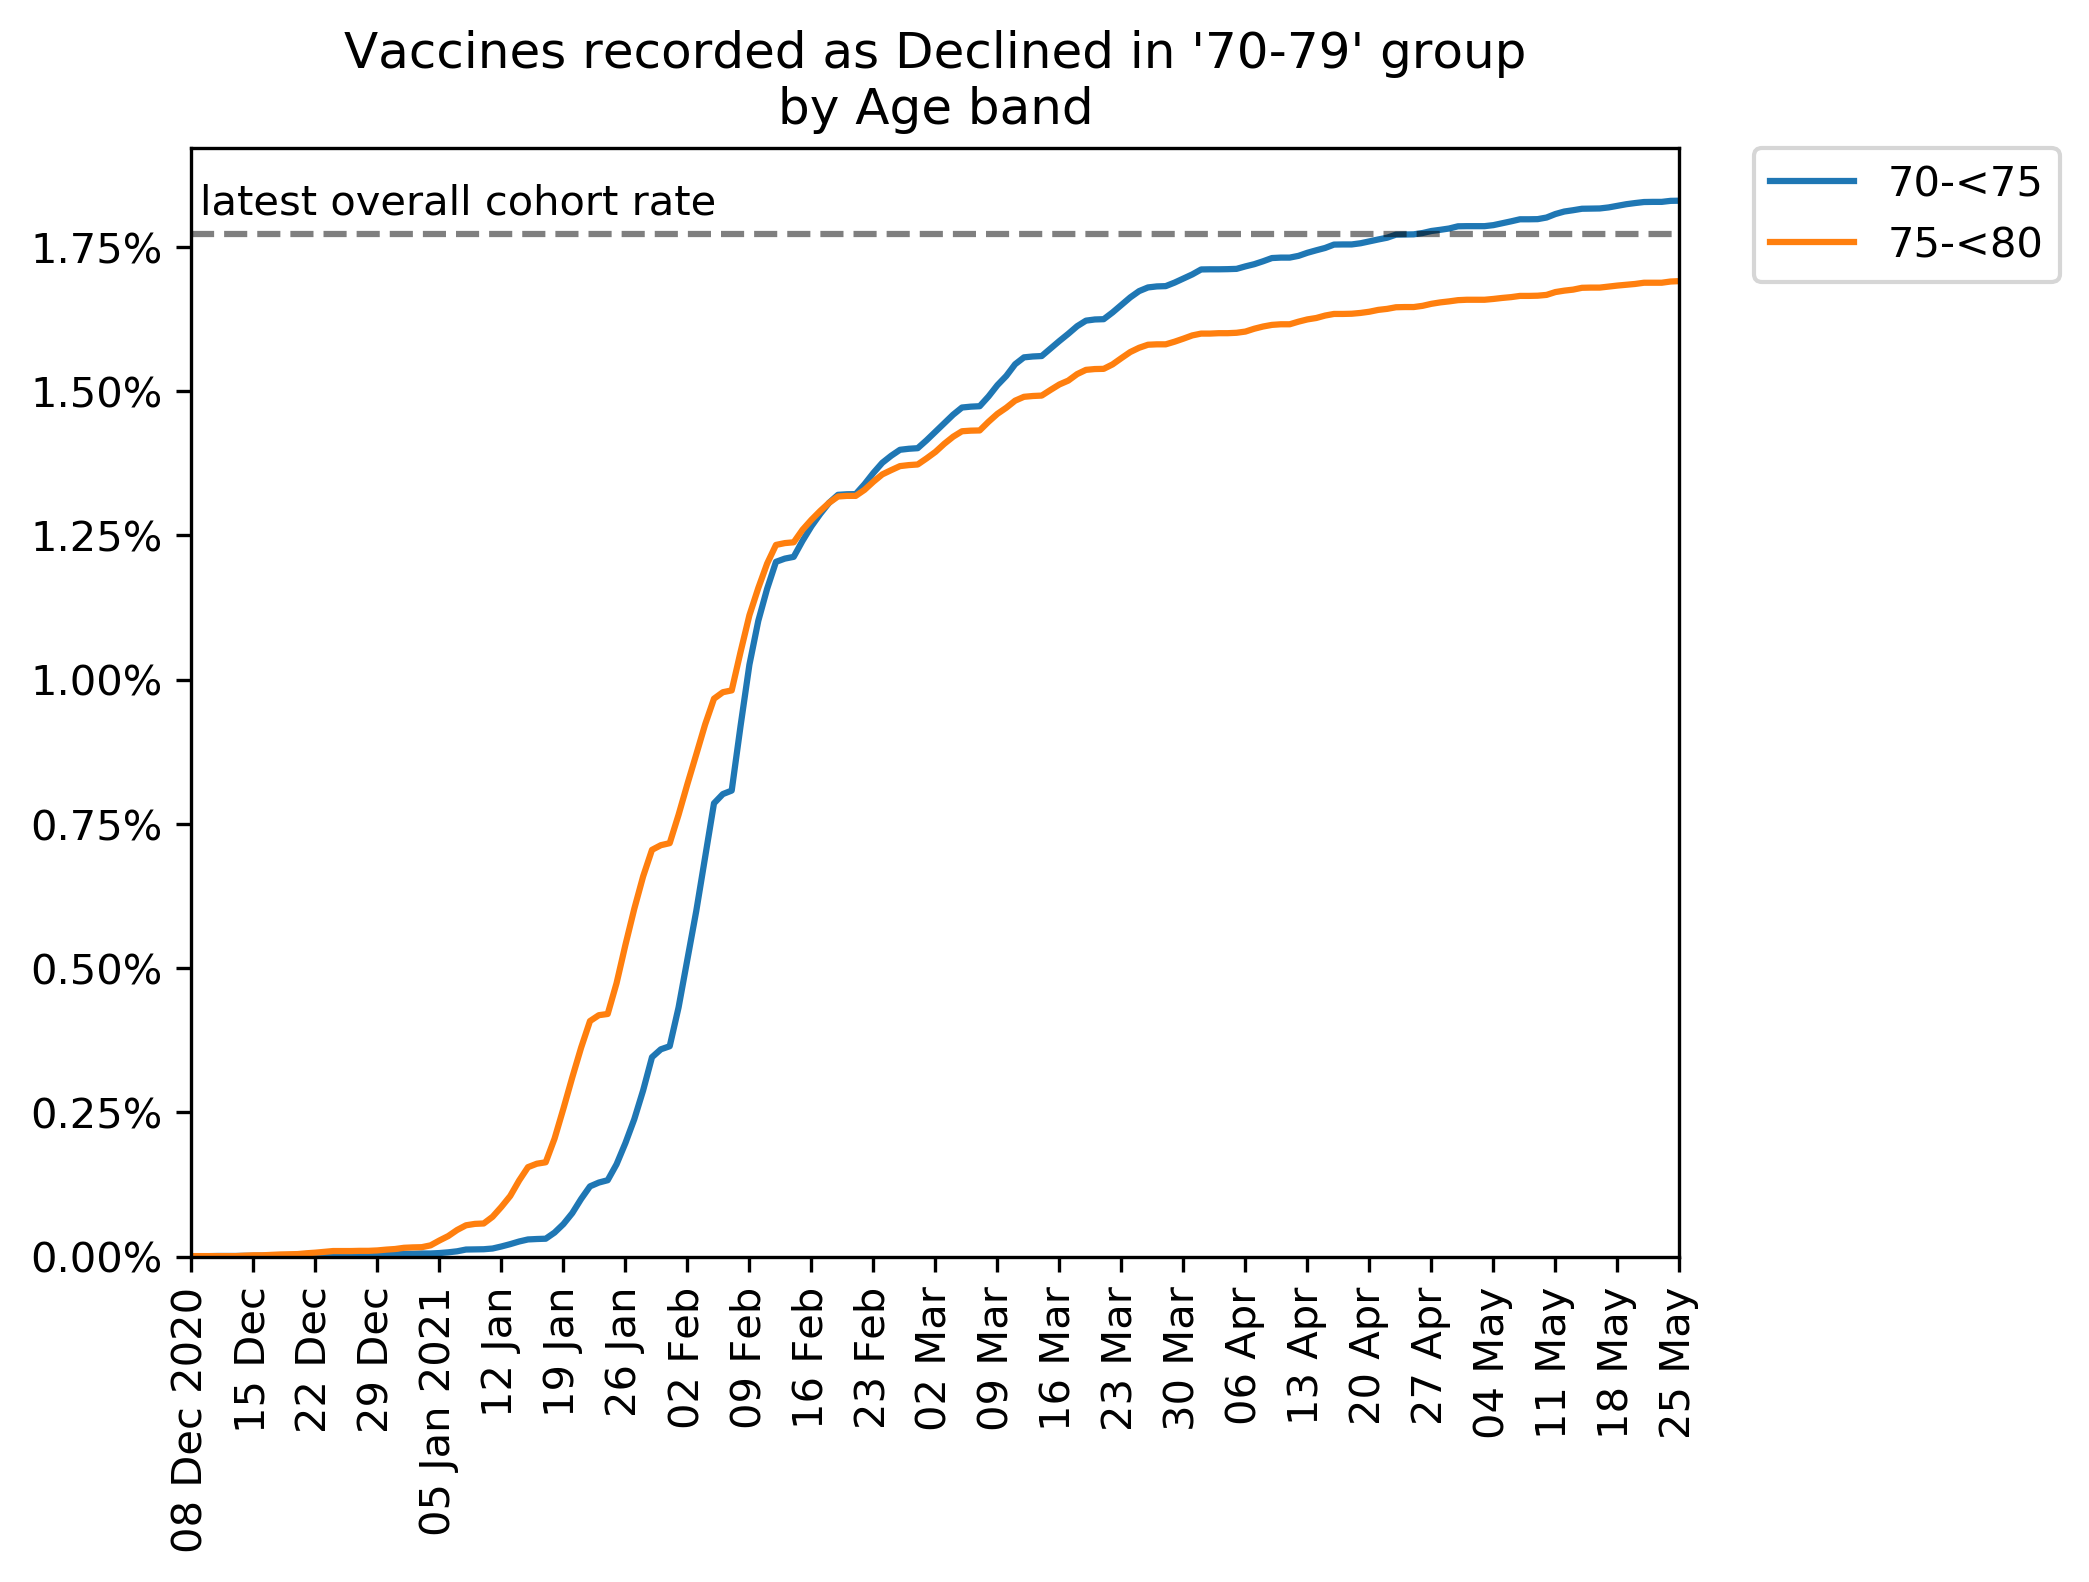 Vaccines recorded as Declined in '70-79' group
by Age band
latest overall cohort rate
70-<75
75-<80
1.75%
1.50%
1.25%
1.00%
0.75%
0.50%
0.25%
0.00%
08 Dec 2020
15 Dec
22 Dec
29 Dec
05 Jan 2021
12 Jan
19 Jan
26 Jan
02 Feb
09 Feb
16 Feb
23 Feb
02 Mar
09 Mar
16 Mar
23 Mar
30 Mar
06 Apr
13 Apr
20 Apr
27 Apr
04 May
11 May
18 May
25 May